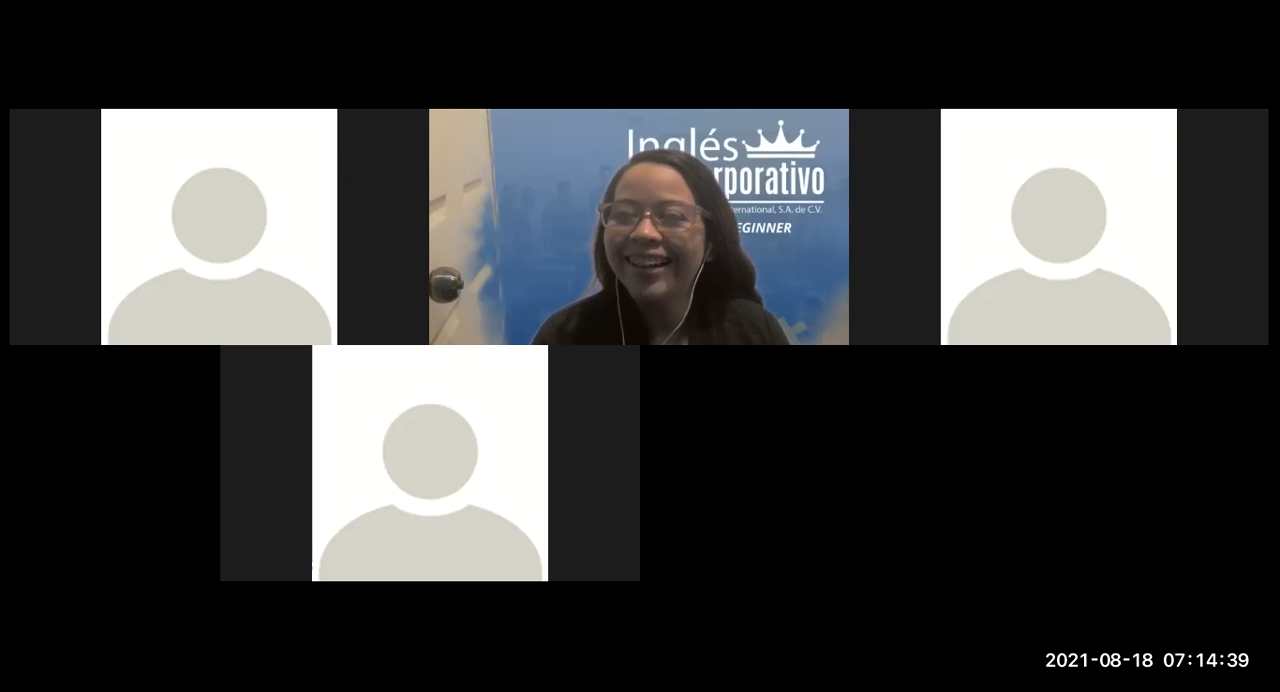 Inglés
rporativo
ernational, S.A. de C.V.
EGINNER
2021-08-18 07:14:39